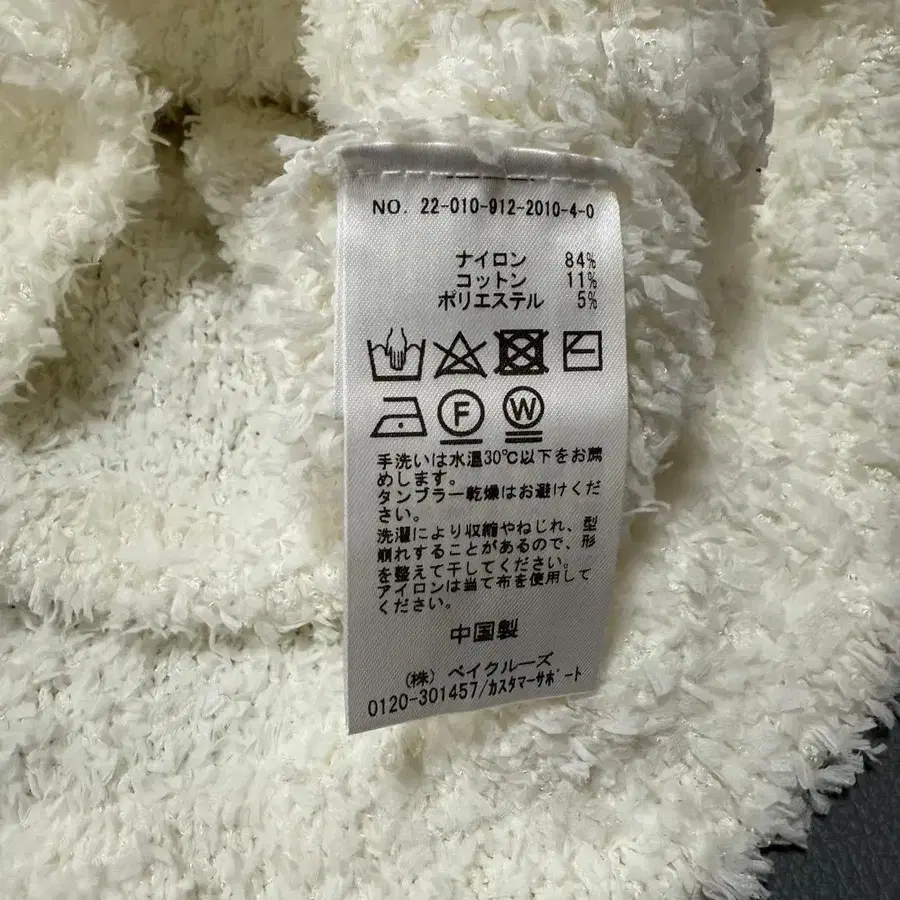 NO. 22-010-912-2010-4-0
ナイロン 84%
コットン 11%
ポリエステル 5%
F W
手洗いは水温30℃以下をお薦
めします。
タンブラー乾燥はお避けくだ
さい。
洗濯により収縮やねじれ、型
崩れすることがあるので、形
を整えて干してください。
アイロンは当て布を使用して
ください。
中国製
(株) ベイクルーズ
0120-301457/カスタマーサポート